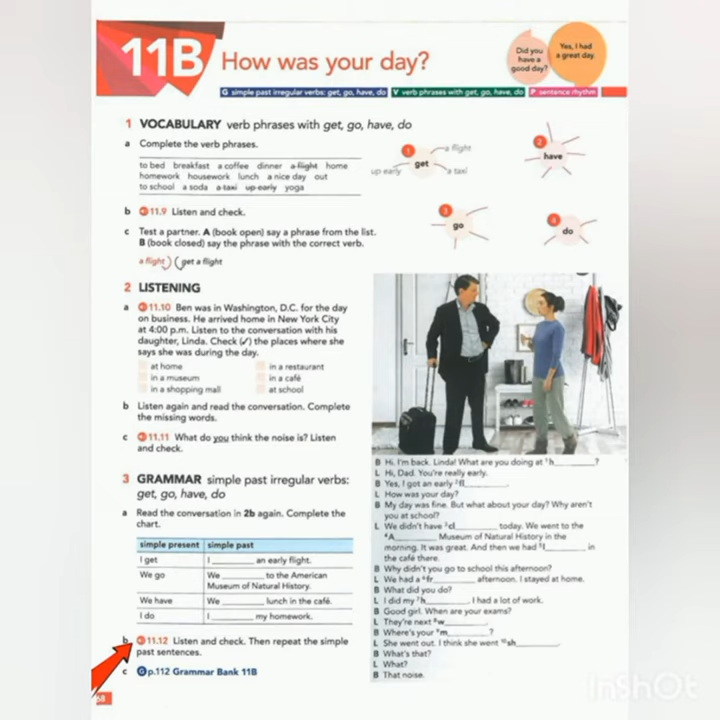 11B How was your day?
Did you
have a
good day?
Yes, I had
a great day.
G simple past irregular verbs: get, go, have, do V verb phrases with get, go, have, do P sentence rhythm
1 VOCABULARY verb phrases with get, go, have, do
a Complete the verb phrases.
to bed breakfast a coffee dinner a flight home
homework housework lunch a nice day out
to school a soda a taxi up early yoga
1 get
a flight
up early
a taxi
2 have
3 go
4 do
b 11.9 Listen and check.
c Test a partner. A (book open) say a phrase from the list.
B (book closed) say the phrase with the correct verb.
a flight) (get a flight
2 LISTENING
a 11.10 Ben was in Washington, D.C. for the day
on business. He arrived home in New York City
at 4:00 p.m. Listen to the conversation with his
daughter, Linda. Check (✓) the places where she
says she was during the day.
at home in a restaurant
in a museum in a café
in a shopping mall at school
b Listen again and read the conversation. Complete
the missing words.
c 11.11 What do you think the noise is? Listen
and check.
3 GRAMMAR simple past irregular verbs:
get, go, have, do
a Read the conversation in 2b again. Complete the
chart.
simple present simple past
I get I ______ an early flight.
We go We ______ to the American
Museum of Natural History.
We have We ______ lunch in the café.
I do I ______ my homework.
b 11.12 Listen and check. Then repeat the simple
past sentences.
c G p.112 Grammar Bank 11B
68
B Hi, I'm back. Linda! What are you doing at ¹h______?
L Hi, Dad. You're really early.
B Yes, I got an early ²fl______.
L How was your day?
B My day was fine. But what about your day? Why aren't
you at school?
L We didn't have ³cl______ today. We went to the
⁴A______ Museum of Natural History in the
morning. It was great. And then we had ⁵l______ in
the café there.
B Why didn't you go to school this afternoon?
L We had a ⁶fr______ afternoon. I stayed at home.
B What did you do?
L I did my ⁷h______. I had a lot of work.
B Good girl. When are your exams?
L They're next ⁸w______.
B Where's your ⁹m______?
L She went out. I think she went ¹⁰sh______.
B What's that?
L What?
B That noise.
InShOt